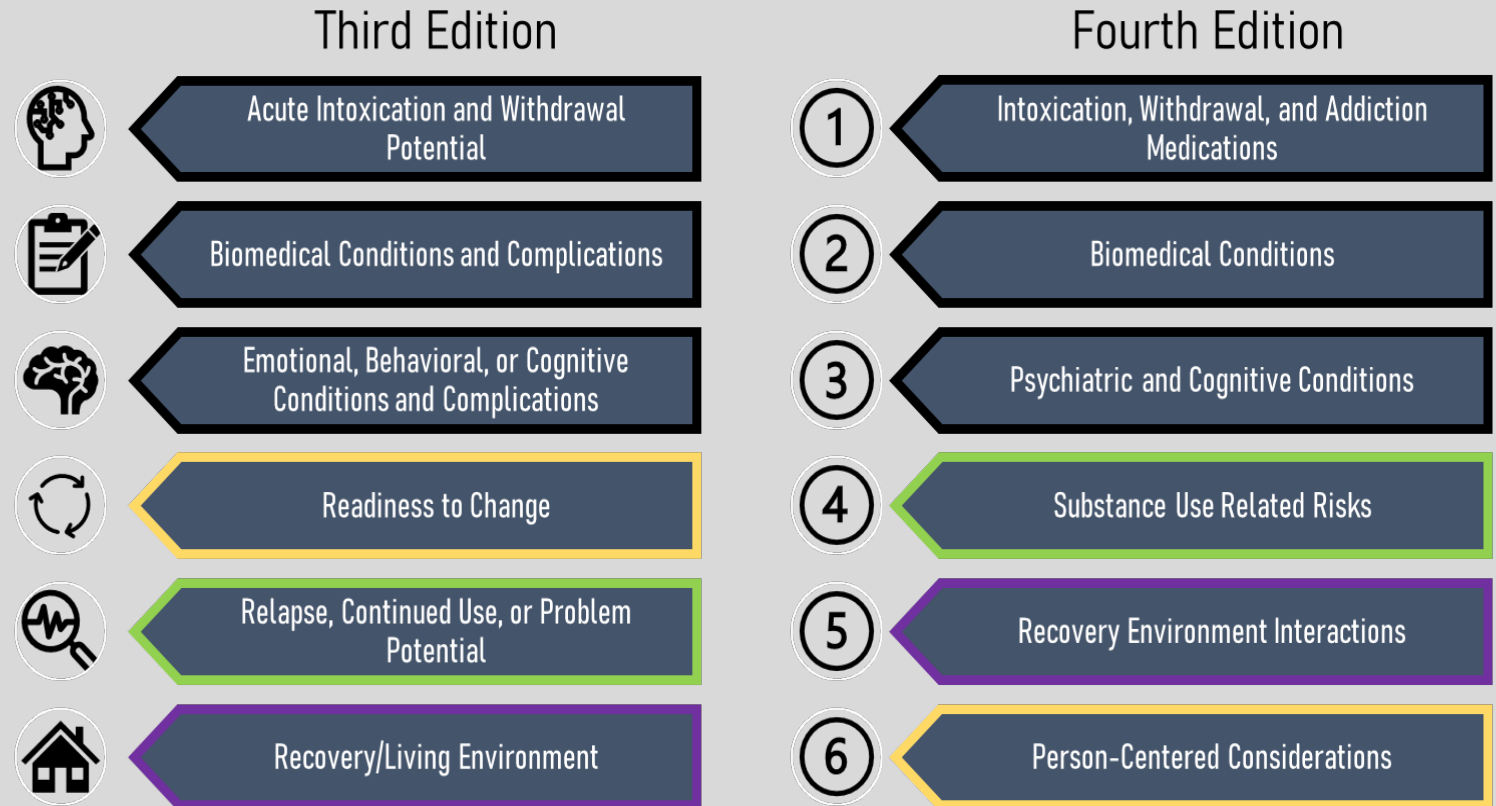 Third Edition
Acute Intoxication and Withdrawal
Potential
Biomedical Conditions and Complications
Emotional, Behavioral, or Cognitive
Conditions and Complications
Readiness to Change
Relapse, Continued Use, or Problem
Potential
Recovery/Living Environment
Fourth Edition
1
Intoxication, Withdrawal, and Addiction
Medications
2
Biomedical Conditions
3
Psychiatric and Cognitive Conditions
4
Substance Use Related Risks
5
Recovery Environment Interactions
6
Person-Centered Considerations